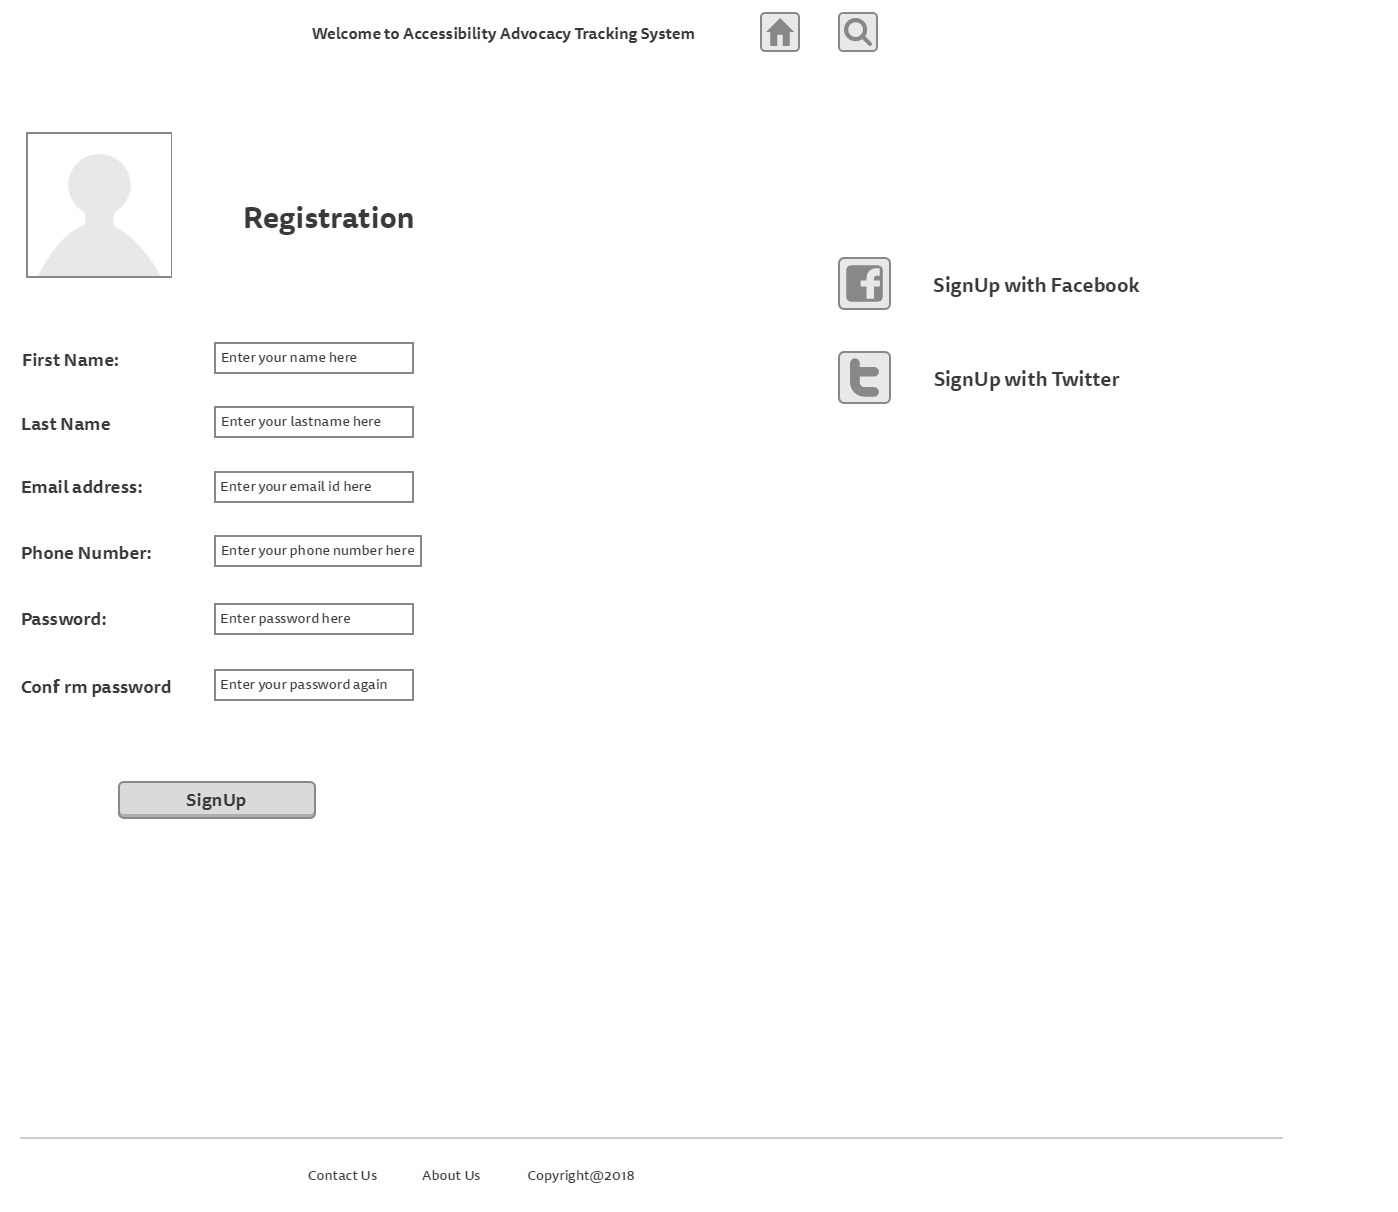 Welcome to Accessibility Advocacy Tracking System
Registration
SignUp with Facebook
SignUp with Twitter
First Name:
Enter your name here
Last Name
Enter your lastname here
Email address:
Enter your email id here
Phone Number:
Enter your phone number here
Password:
Enter password here
Conf rm password
Enter your password again
SignUp
Contact Us
About Us
Copyright@2018